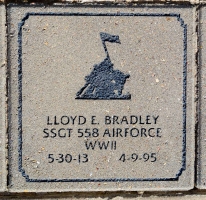 LLOYD E. BRADLEY
SSGT 558 AIRFORCE
WWII
5-30-13 4-9-95